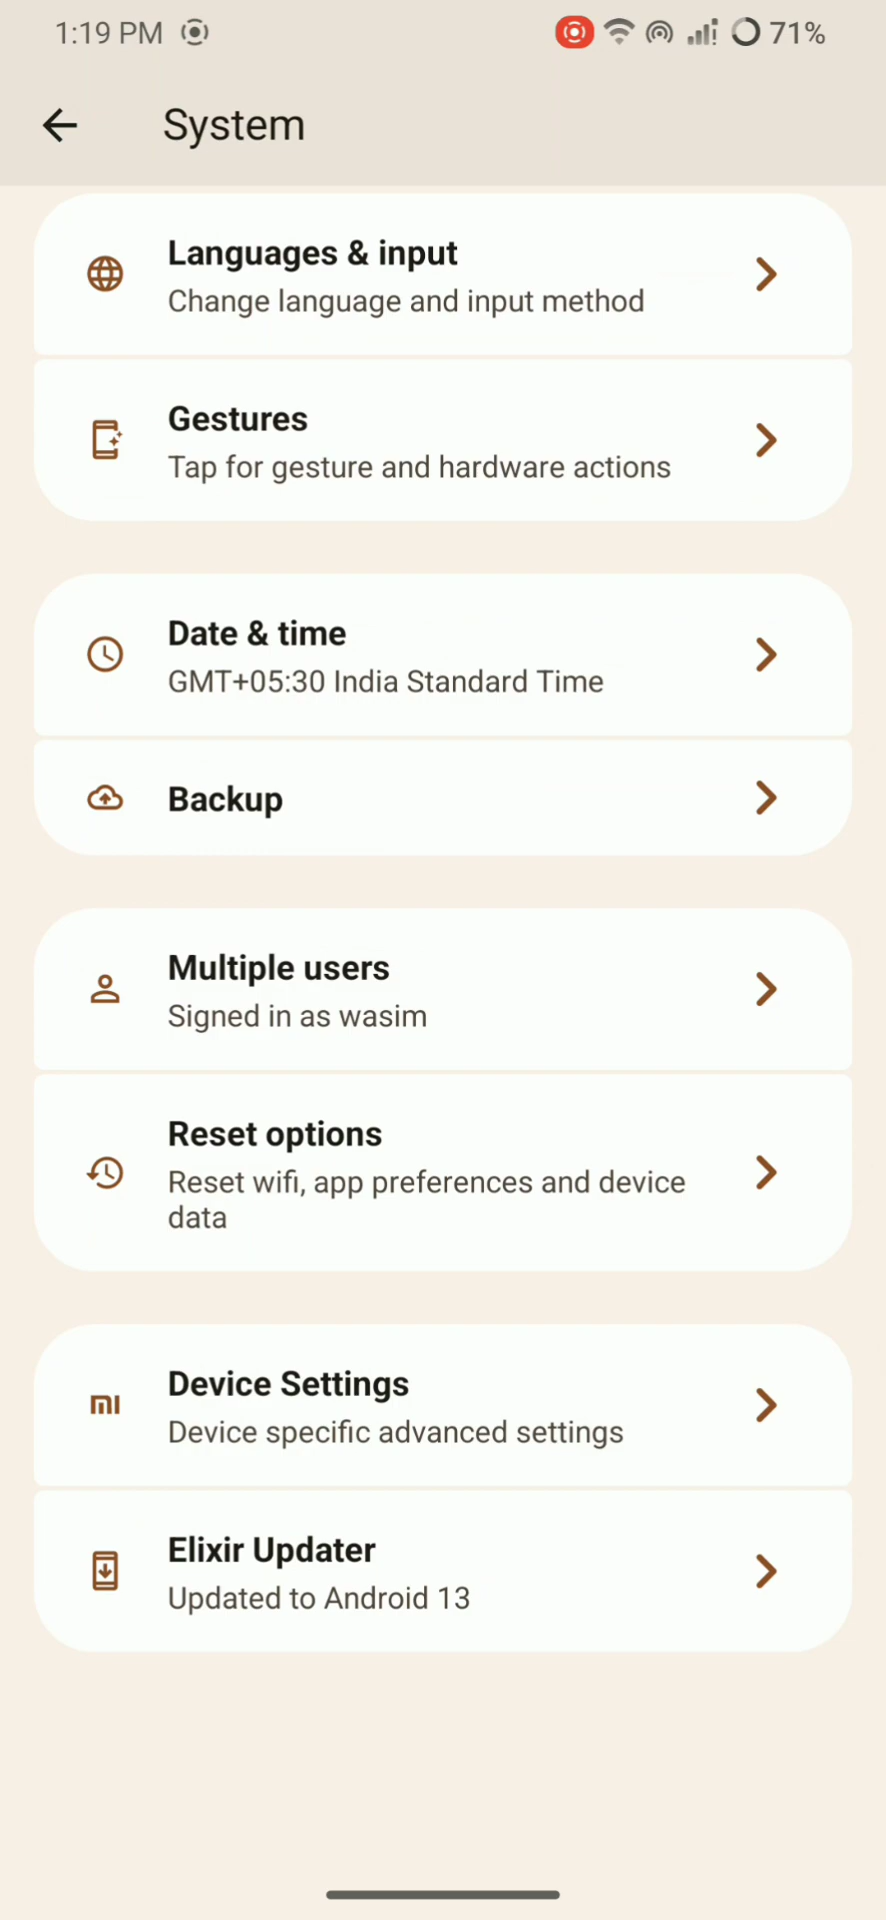 1:19 PM
71%
System
Languages & input
Change language and input method
Gestures
Tap for gesture and hardware actions
Date & time
GMT+05:30 India Standard Time
Backup
Multiple users
Signed in as wasim
Reset options
Reset wifi, app preferences and device
data
Device Settings
Device specific advanced settings
Elixir Updater
Updated to Android 13